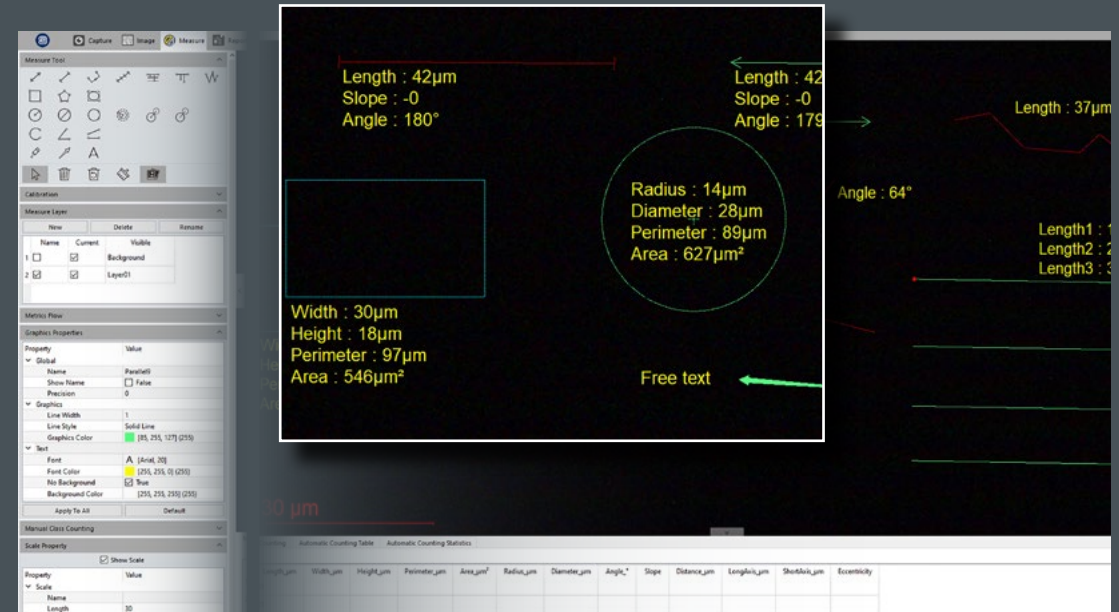 Capture Image Measure
Measure Tool
A
Calibration
Measure Layer
New Delete Rename
Name Current Visible
1 Background
2 Layer01
Metrics Flow
Graphics Properties
Property Value
Global
Name Parallel5
Show Name False
Precision 0
Graphics
Line Width 1
Line Style Solid Line
Graphics Color [85, 255, 127] (255)
Text
Font A [Arial, 20]
Font Color [255, 255, 0] (255)
No Background True
Background Color [255, 255, 255] (255)
Apply To All Default
Manual Class Counting
Scale Property
Show Scale
Property Value
Scale
Name
Length 30
Length : 42µm
Slope : -0
Angle : 180°
Length : 42
Slope : -0
Angle : 179
Radius : 14µm
Diameter : 28µm
Perimeter : 89µm
Area : 627µm²
Width : 30µm
Height : 18µm
Perimeter : 97µm
Area : 546µm²
Free text
Length : 37µm
Angle : 64°
Length1 :
Length2 :
Length3 :
µm
Automatic Counting Table Automatic Counting Statistics
Width_µm Height_µm Perimeter_µm Area_µm² Radius_µm Diameter_µm Angle_° Slope Distance_µm LongAxis_µm ShortAxis_µm Eccentricity